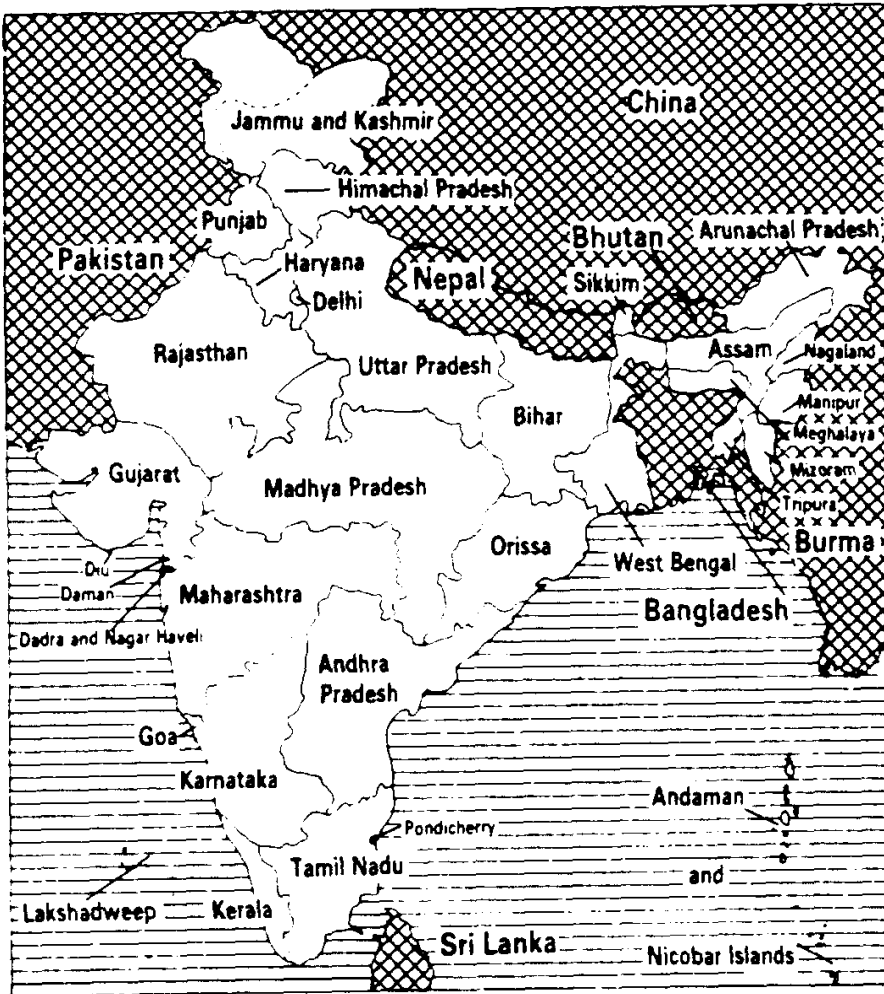 China
Jammu and Kashmir
Himachal Pradesh
Punjab
Bhutan
Arunachal Pradesh
Pakistan
Haryana
Nepal
Sikkim
Delhi
Rajasthan
Uttar Pradesh
Assam
Nagaland
Bihar
Manipur
Meghalaya
Gujarat
Madhya Pradesh
Mizoram
Tripura
Orissa
Burma
West Bengal
Diu
Daman
Maharashtra
Bangladesh
Dadra and Nagar Haveli
Andhra
Pradesh
Goa
Karnataka
Andaman
Pondicherry
Tamil Nadu
and
Lakshadweep
Kerala
Sri Lanka
Nicobar Islands